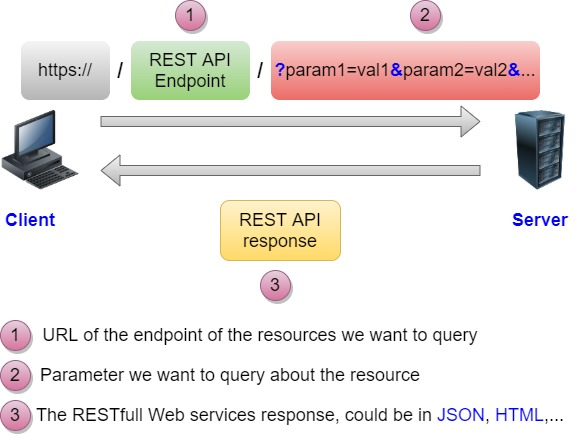 1 2
https:// / REST API / ?param1=val1&param2=val2&...
Endpoint
Client Server
REST API
response
3
1 URL of the endpoint of the resources we want to query
2 Parameter we want to query about the resource
3 The RESTfull Web services response, could be in JSON, HTML,...